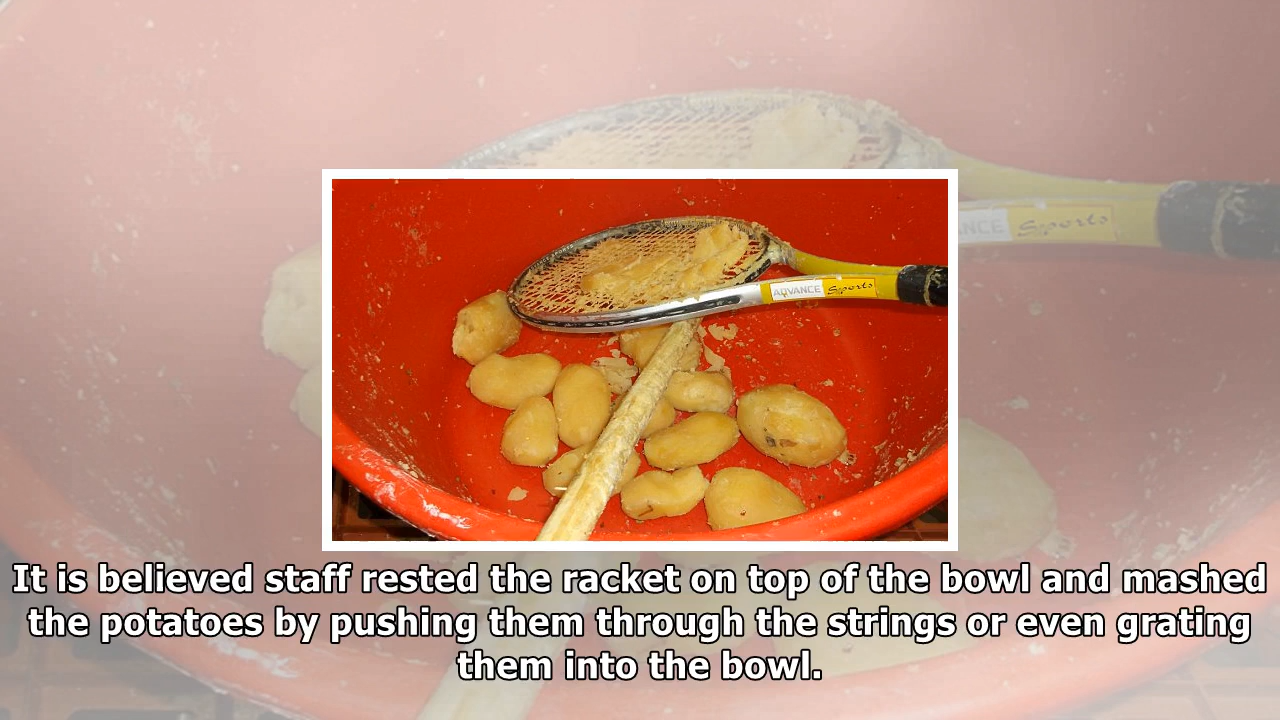 ADVANCE Sports
NCE Sports
It is believed staff rested the racket on top of the bowl and mashed
the potatoes by pushing them through the strings or even grating
them into the bowl.